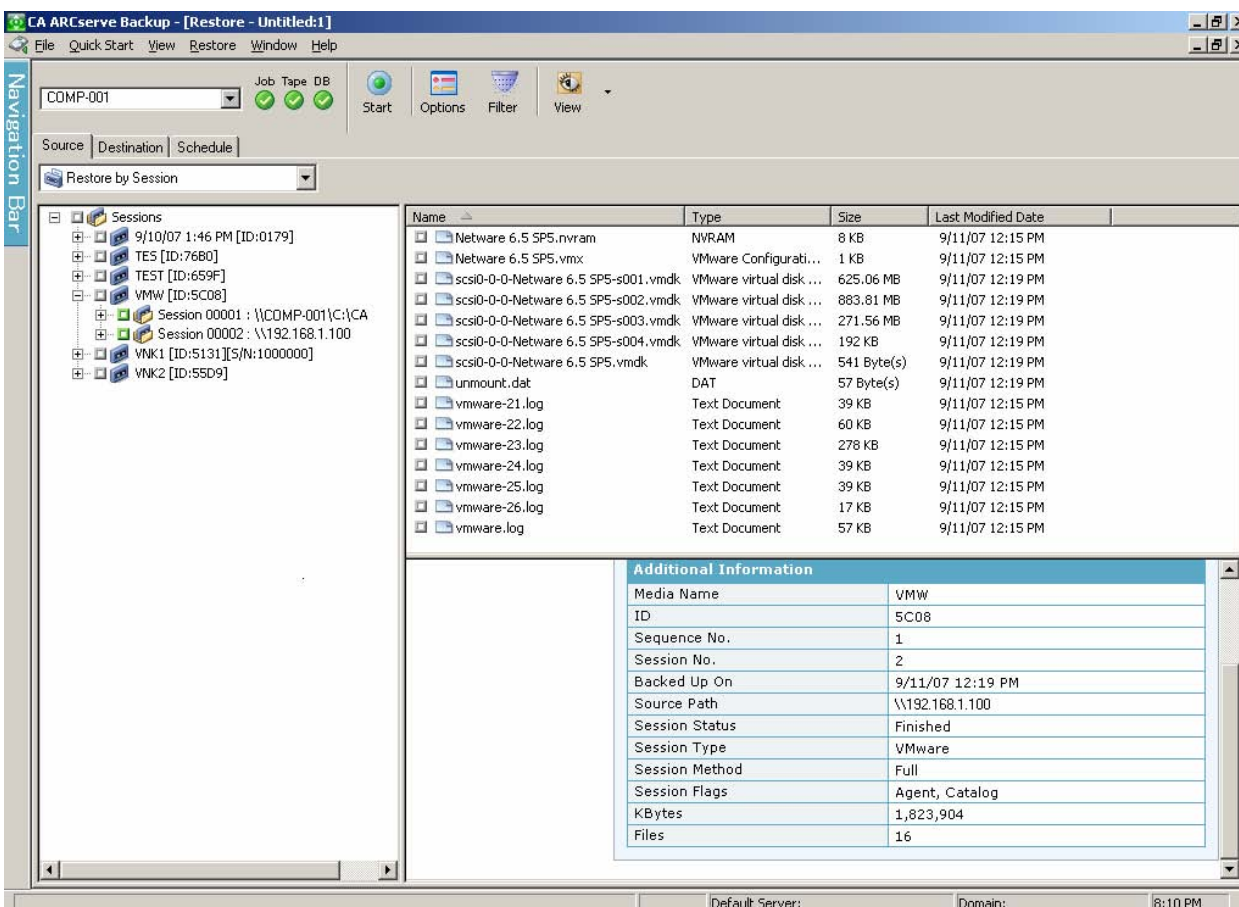 CA ARCserve Backup - [Restore - Untitled:1]
File Quick Start View Restore Window Help
Navigation Bar
COMP-001
Job Tape DB
Start
Options
Filter
View
Source Destination Schedule
Restore by Session
Sessions
9/10/07 1:46 PM [ID:0179]
TES [ID:76B0]
TEST [ID:659F]
VMW [ID:5C08]
Session 00001 : \\COMP-001\C:\CA
Session 00002 : \\192.168.1.100
VNK1 [ID:5131][S/N:1000000]
VNK2 [ID:55D9]
Name Type Size Last Modified Date
Netware 6.5 SP5.nvram NVRAM 8 KB 9/11/07 12:15 PM
Netware 6.5 SP5.vmx VMware Configurati... 1 KB 9/11/07 12:15 PM
scsi0-0-0-Netware 6.5 SP5-s001.vmdk VMware virtual disk ... 625.06 MB 9/11/07 12:19 PM
scsi0-0-0-Netware 6.5 SP5-s002.vmdk VMware virtual disk ... 883.81 MB 9/11/07 12:19 PM
scsi0-0-0-Netware 6.5 SP5-s003.vmdk VMware virtual disk ... 271.56 MB 9/11/07 12:19 PM
scsi0-0-0-Netware 6.5 SP5-s004.vmdk VMware virtual disk ... 192 KB 9/11/07 12:19 PM
scsi0-0-0-Netware 6.5 SP5.vmdk VMware virtual disk ... 541 Byte(s) 9/11/07 12:19 PM
unmount.dat DAT 57 Byte(s) 9/11/07 12:19 PM
vmware-21.log Text Document 39 KB 9/11/07 12:15 PM
vmware-22.log Text Document 60 KB 9/11/07 12:15 PM
vmware-23.log Text Document 278 KB 9/11/07 12:15 PM
vmware-24.log Text Document 39 KB 9/11/07 12:15 PM
vmware-25.log Text Document 39 KB 9/11/07 12:15 PM
vmware-26.log Text Document 17 KB 9/11/07 12:15 PM
vmware.log Text Document 57 KB 9/11/07 12:15 PM
Additional Information
Media Name VMW
ID 5C08
Sequence No. 1
Session No. 2
Backed Up On 9/11/07 12:19 PM
Source Path \\192.168.1.100
Session Status Finished
Session Type VMware
Session Method Full
Session Flags Agent, Catalog
KBytes 1,823,904
Files 16
Default Server: Domain: 8:10 PM